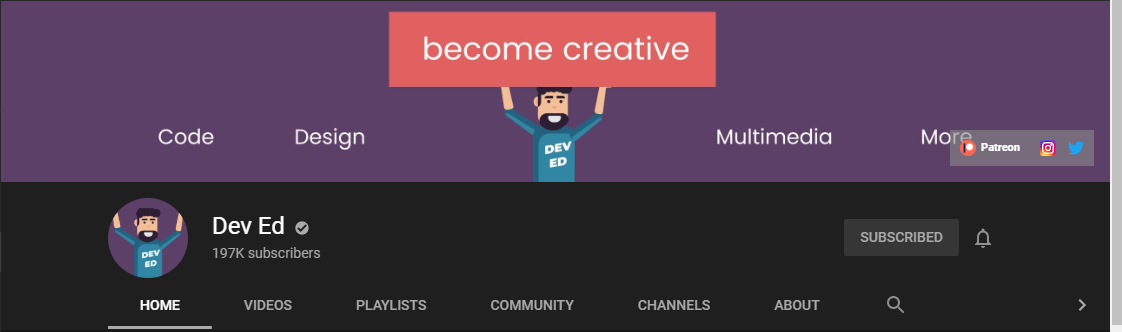 become creative
Code Design Multimedia More
DEV
ED
Patreon
DEV
ED
Dev Ed
197K subscribers
SUBSCRIBED
HOME VIDEOS PLAYLISTS COMMUNITY CHANNELS ABOUT